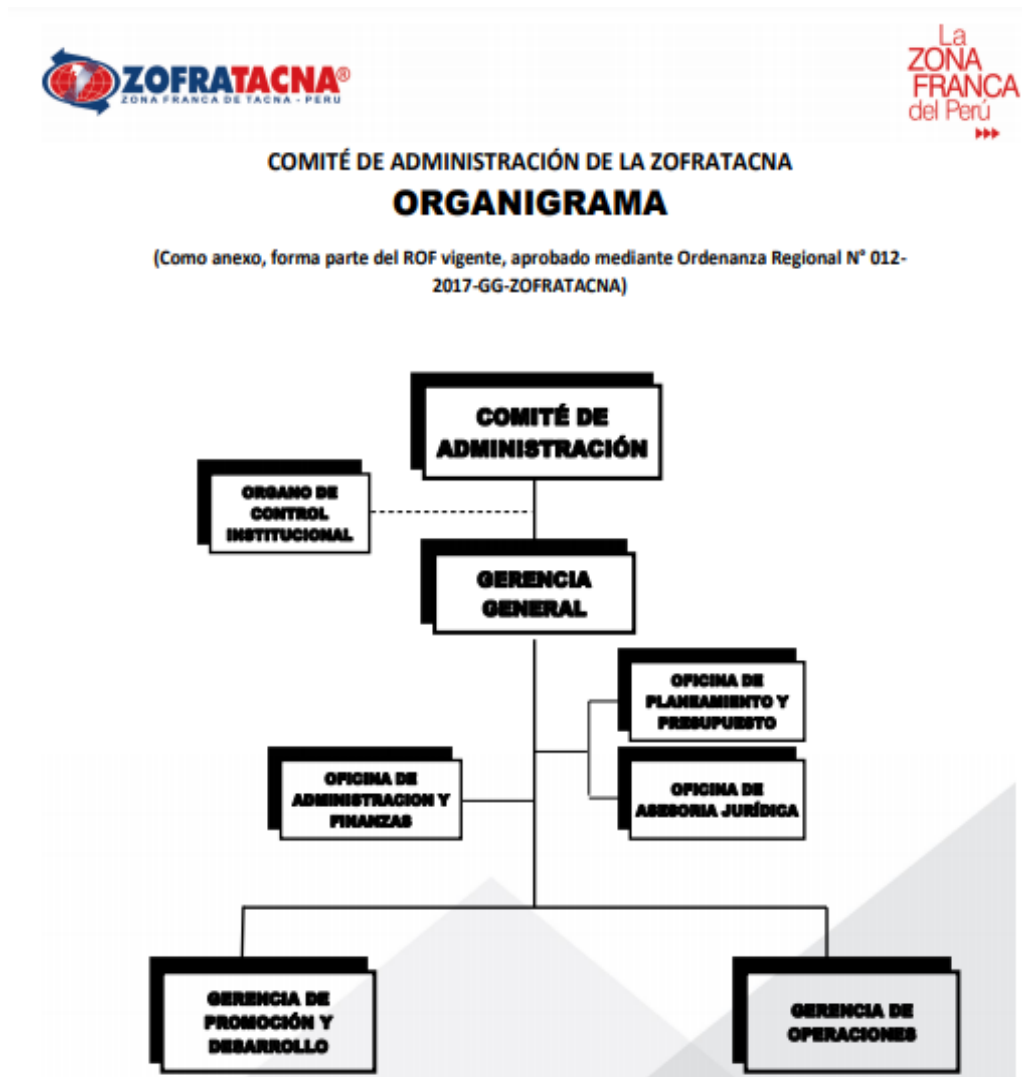 ZOFRATACNA®
ZONA FRANCA DE TACNA - PERU
La
ZONA
FRANCA
del Perú
COMITÉ DE ADMINISTRACIÓN DE LA ZOFRATACNA
ORGANIGRAMA
(Como anexo, forma parte del ROF vigente, aprobado mediante Ordenanza Regional N° 012-
2017-GG-ZOFRATACNA)
COMITÉ DE
ADMINISTRACIÓN
ORGANO DE
CONTROL
INSTITUCIONAL
GERENCIA
GENERAL
OFICINA DE
PLANEAMIENTO Y
PRESUPUESTO
OFICINA DE
ADMINISTRACION Y
FINANZAS
OFICINA DE
ASESORIA JURÍDICA
GERENCIA DE
PROMOCIÓN Y
DESARROLLO
GERENCIA DE
OPERACIONES